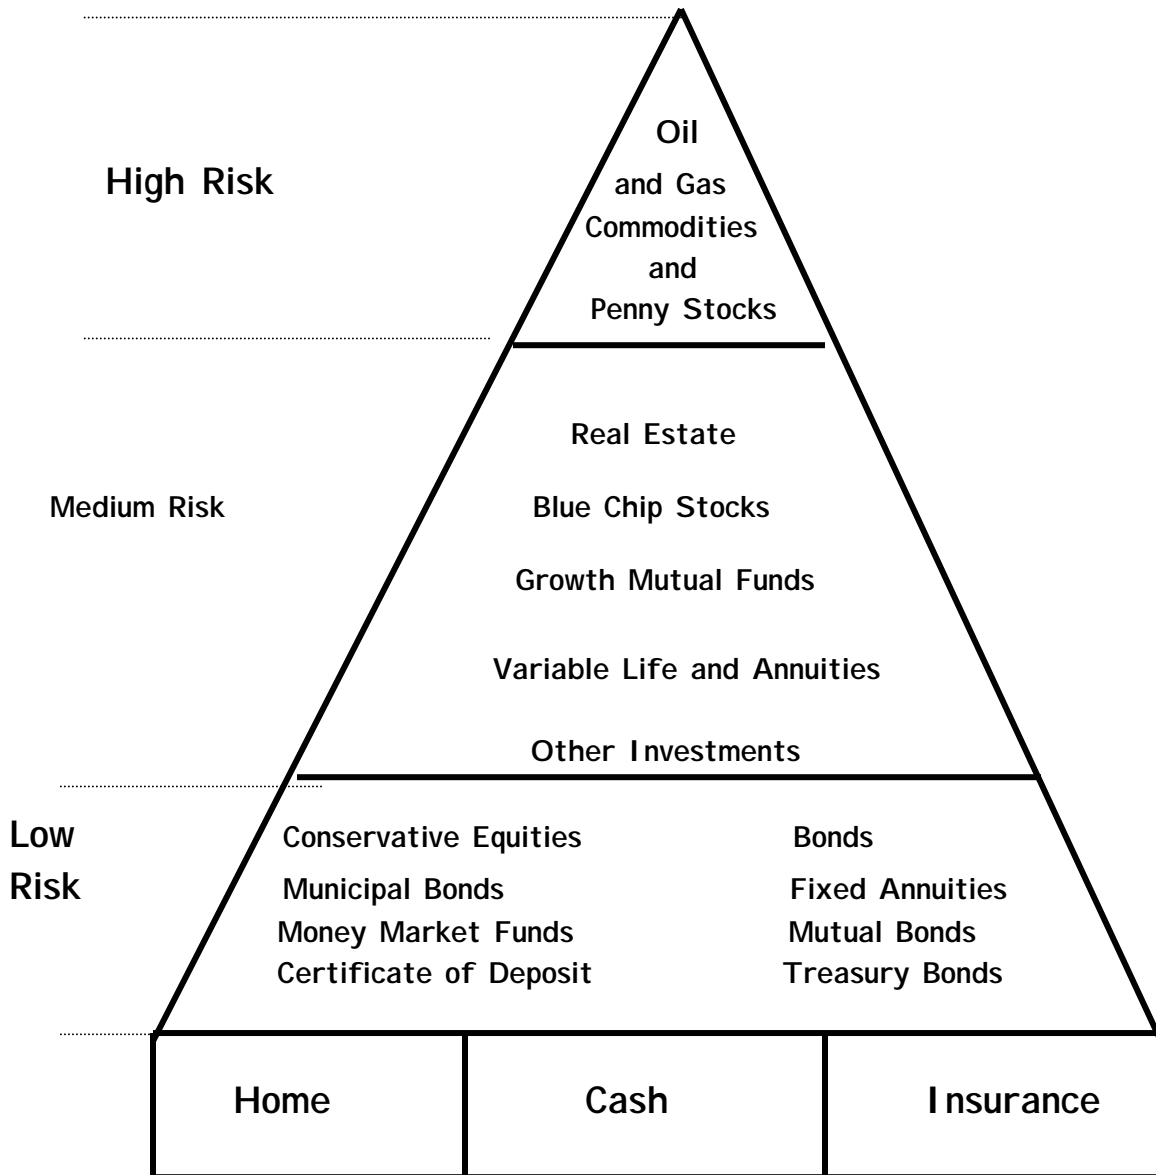 Oil
High Risk
and Gas
Commodities
and
Penny Stocks
Real Estate
Medium Risk
Blue Chip Stocks
Growth Mutual Funds
Variable Life and Annuities
Other Investments
Low
Risk
Conservative Equities
Bonds
Municipal Bonds
Fixed Annuities
Money Market Funds
Mutual Bonds
Certificate of Deposit
Treasury Bonds
Home
Cash
Insurance